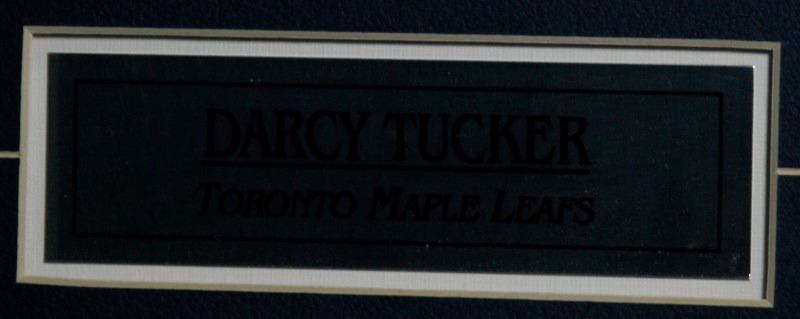 DARCY TUCKER
TORONTO MAPLE LEAFS